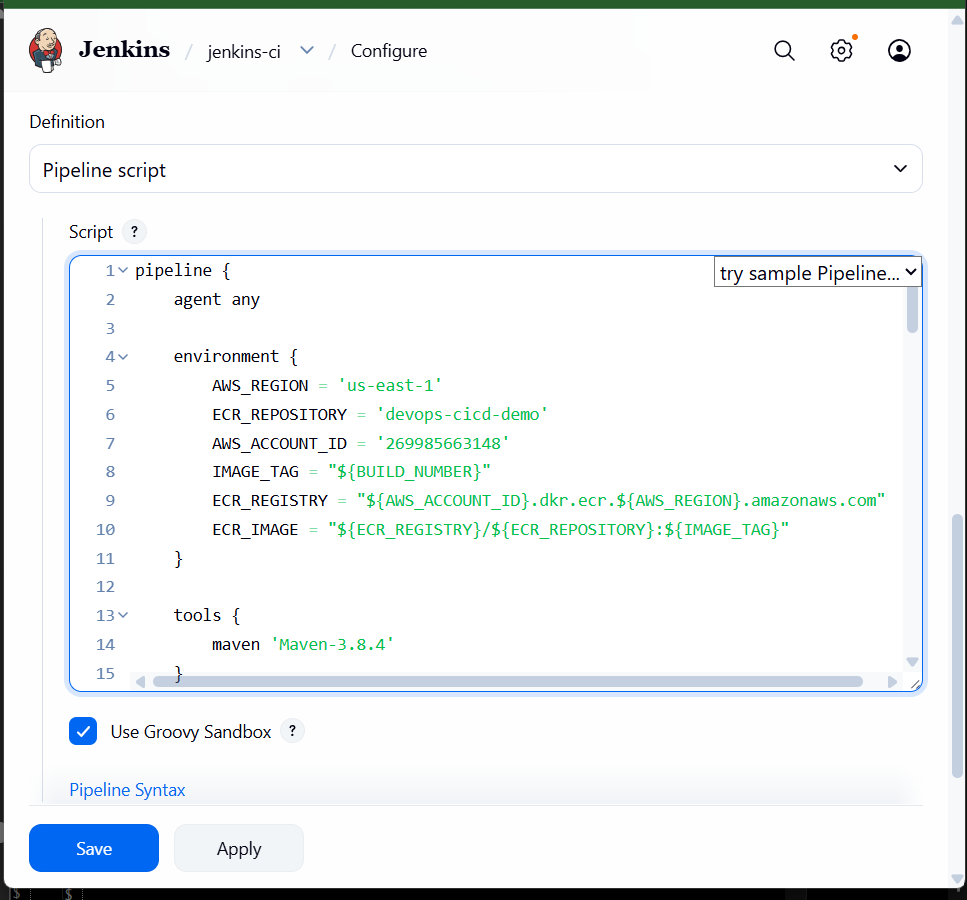 Jenkins / jenkins-ci / Configure
Definition
Pipeline script
Script ?
try sample Pipeline...
1 pipeline {
2     agent any
3
4     environment {
5         AWS_REGION = 'us-east-1'
6         ECR_REPOSITORY = 'devops-cicd-demo'
7         AWS_ACCOUNT_ID = '269985663148'
8         IMAGE_TAG = "${BUILD_NUMBER}"
9         ECR_REGISTRY = "${AWS_ACCOUNT_ID}.dkr.ecr.${AWS_REGION}.amazonaws.com"
10         ECR_IMAGE = "${ECR_REGISTRY}/${ECR_REPOSITORY}:${IMAGE_TAG}"
11     }
12
13     tools {
14         maven 'Maven-3.8.4'
15     }
Use Groovy Sandbox ?
Pipeline Syntax
Save Apply
$ $